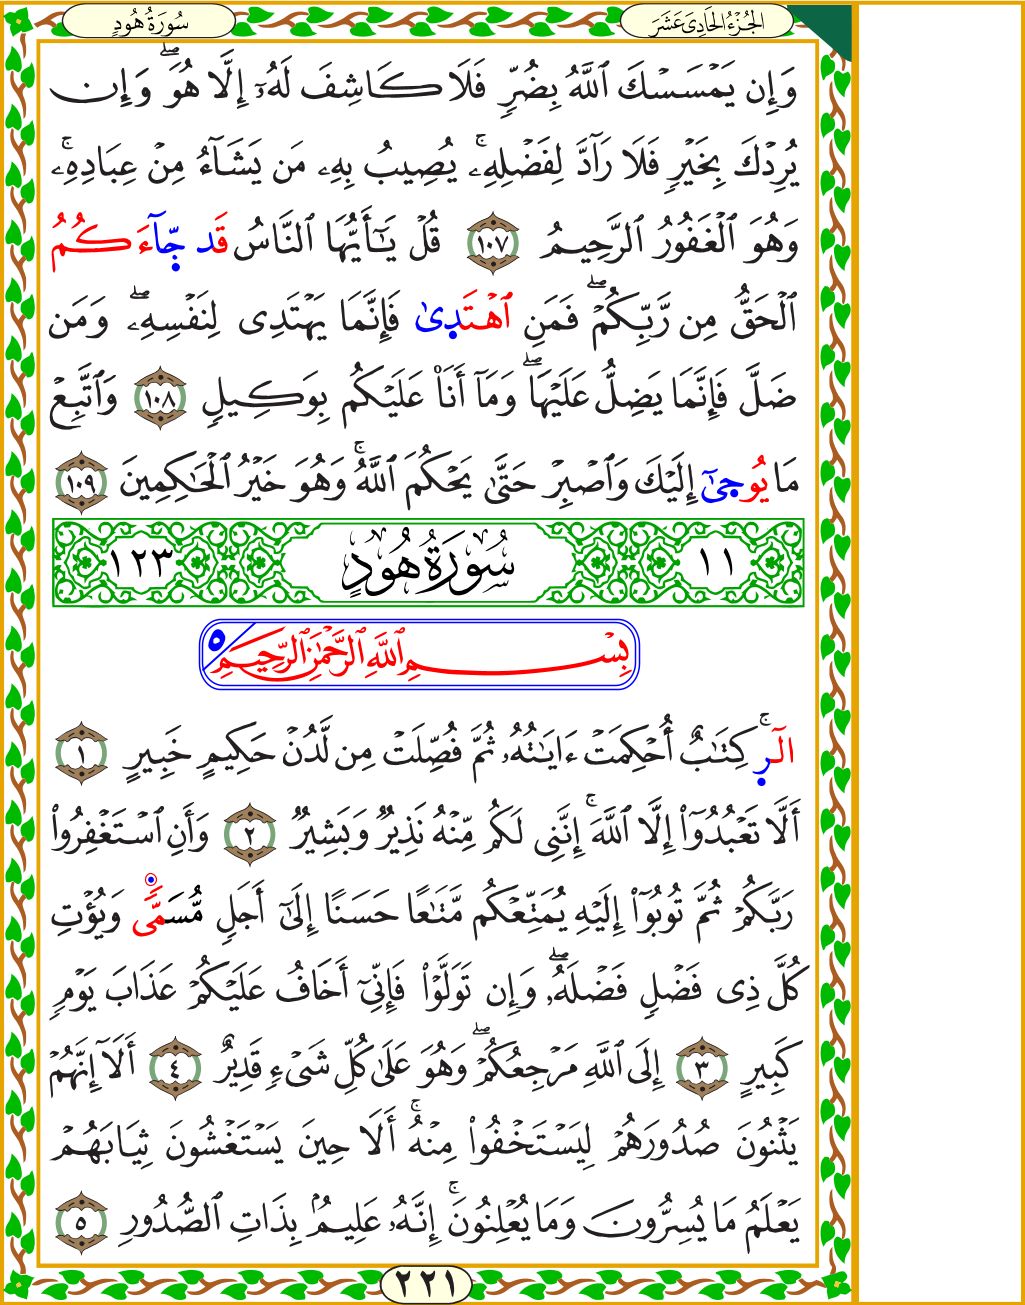 الجُزْءُ الحَادِىَ عَشَرَ
سُورَةُ هُودٍ
وَإِن يَمْسَسْكَ ٱللَّهُ بِضُرٍّ فَلَا كَاشِفَ لَهُۥٓ إِلَّا هُوَۖ وَإِن
يُرِدْكَ بِخَيْرٍ فَلَا رَآدَّ لِفَضْلِهِۦۚ يُصِيبُ بِهِۦ مَن يَشَآءُ مِنْ عِبَادِهِۦۚ
وَهُوَ ٱلْغَفُورُ ٱلرَّحِيمُ ١٠٧ قُلْ يَٰٓأَيُّهَا ٱلنَّاسُ قَد جَّآءَكُمُ
ٱلْحَقُّ مِن رَّبِّكُمْۖ فَمَنِ ٱهْتَدِىٰ فَإِنَّمَا يَهْتَدِى لِنَفْسِهِۦۖ وَمَن
ضَلَّ فَإِنَّمَا يَضِلُّ عَلَيْهَاۖ وَمَآ أَنَا۠ عَلَيْكُم بِوَكِيلٍ ١٠٨ وَٱتَّبِعْ
مَا يُوحِىٰٓ إِلَيْكَ وَٱصْبِرْ حَتَّىٰ يَحْكُمَ ٱللَّهُۚ وَهُوَ خَيْرُ ٱلْحَٰكِمِينَ ١٠٩
١١ سُورَةُ هُودٍ ١٢٣
بِسْمِ ٱللَّهِ ٱلرَّحْمَٰنِ ٱلرَّحِيمِ ٥
الٓرۚ كِتَٰبٌ أُحْكِمَتْ ءَايَٰتُهُۥ ثُمَّ فُصِّلَتْ مِن لَّدُنْ حَكِيمٍ خَبِيرٍ ١
أَلَّا تَعْبُدُوٓا۟ إِلَّا ٱللَّهَۚ إِنَّنِى لَكُم مِّنْهُ نَذِيرٌ وَبَشِيرٌ ٢ وَأَنِ ٱسْتَغْفِرُوا۟
رَبَّكُمْ ثُمَّ تُوبُوٓا۟ إِلَيْهِ يُمَتِّعْكُم مَّتَٰعًا حَسَنًا إِلَىٰٓ أَجَلٍ مُّسَمًّى وَيُؤْتِ
كُلَّ ذِى فَضْلٍ فَضْلَهُۥۖ وَإِن تَوَلَّوْا۟ فَإِنِّىٓ أَخَافُ عَلَيْكُمْ عَذَابَ يَوْمٍ
كَبِيرٍ ٣ إِلَى ٱللَّهِ مَرْجِعُكُمْۖ وَهُوَ عَلَىٰ كُلِّ شَىْءٍ قَدِيرٌ ٤ أَلَآ إِنَّهُمْ
يَثْنُونَ صُدُورَهُمْ لِيَسْتَخْفُوا۟ مِنْهُۚ أَلَا حِينَ يَسْتَغْشُونَ ثِيَابَهُمْ
يَعْلَمُ مَا يُسِرُّونَ وَمَا يُعْلِنُونَۚ إِنَّهُۥ عَلِيمٌۢ بِذَاتِ ٱلصُّدُورِ ٥
٢٢١